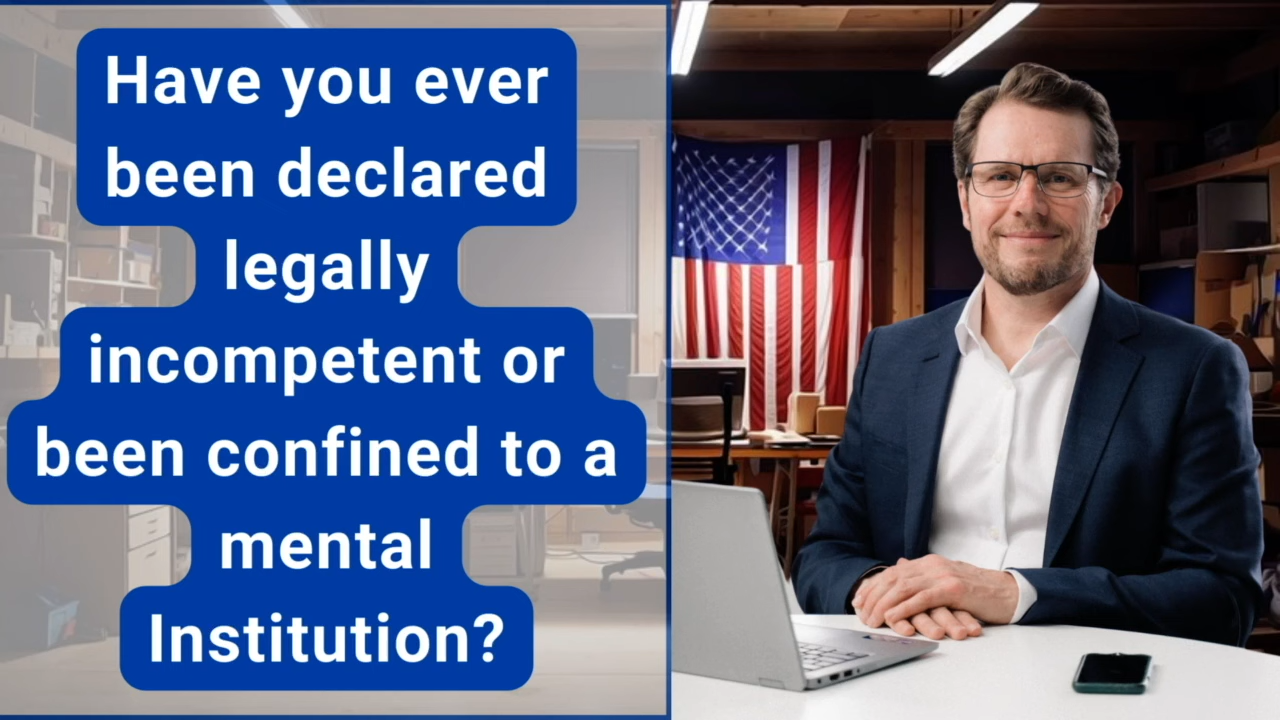 Have you ever
been declared
legally
incompetent or
been confined to a
mental
Institution?